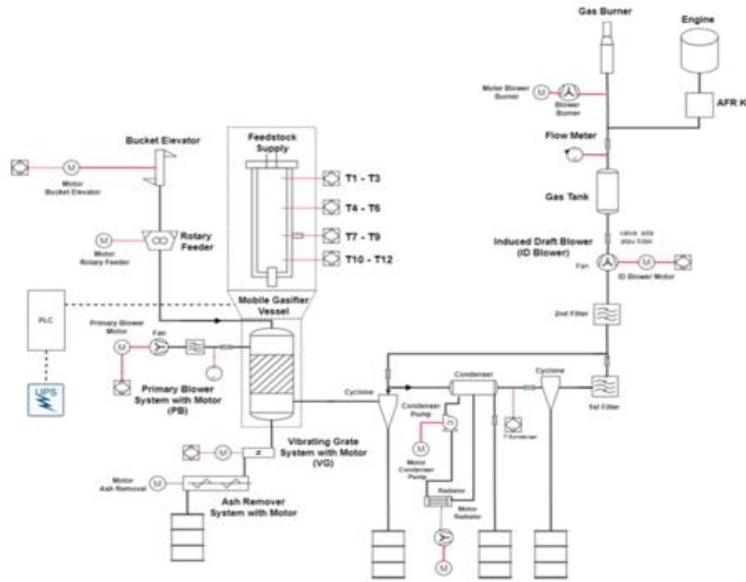 Gas Burner
Engine
Moter Blower
Burner
Blower
Burner
AFR K
Flow Meter
Gas Tank
Bucket Elevator
Motor
Bucket Elevator
Feedstock
Supply
T1 - T3
T4 - T6
T7 - T9
T10 - T12
Rotary
Feeder
Motor
Rotary Feeder
Induced Draft Blower
(ID Blower)
Fan
ID Blower Motor
Mobile Gasifier
Vessel
PLC
UPS
Primary Blower
Motor
Fan
Primary Blower
System with Motor
(PB)
2nd Filter
Cyclone
Condenser
Cyclone
1st Filter
Condenser
Pump
Motor
Condenser
Pump
Vibrating Grate
System with Motor
(VG)
Motor
Ash Removal
Ash Remover
System with Motor
Radiator
Motor
Radiator